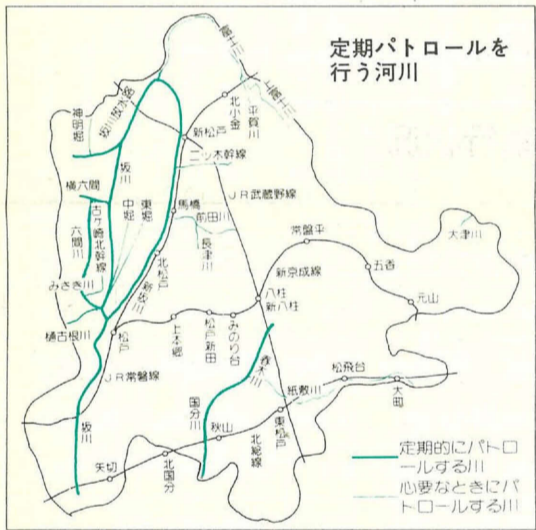 定期パトロールを
行う河川
富士川
上富士川
北小金
平賀川
神明堀
坂川放水路
新松戸
二ツ木幹線
横六間
坂川
中堀
東堀
馬橋
前田川
JR武蔵野線
古ケ崎北幹線
六間川
長津川
常盤平
大津川
北松戸
新坂川
新京成線
五香
みさき川
元山
八柱
新八柱
樋古根川
松戸
上本郷
松戸新田
みのり台
JR常磐線
春木川
紙敷川
松飛台
大町
坂川
国分川
秋山
東松戸
北総線
矢切
北国分
定期的にパトロ
ールする川
必要なときにパ
トロールする川